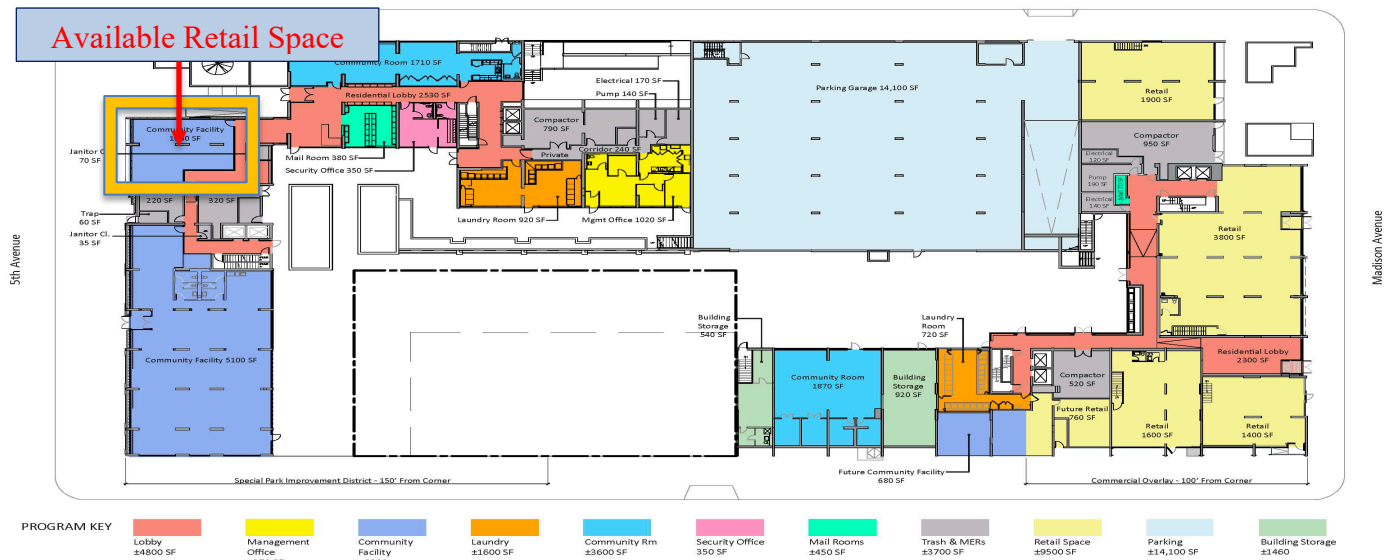 Available Retail Space
Community Room 1710 SF
Electrical 170 SF
Pump 140 SF
Residential Lobby 2530 SF
Parking Garage 14,100 SF
Retail
1900 SF
Compactor
790 SF
Compactor
950 SF
Community Facility
Janitor C
70 SF
Mail Room 380 SF
Private
Corridor 240 SF
Security Office 350 SF
Electrical
120 SF
Pump
190 SF
Electrical
140 SF
220 SF
320 SF
Trap
60 SF
Janitor Cl.
35 SF
Laundry Room 920 SF
Mgmt Office 1020 SF
Retail
3800 SF
5th Avenue
Madison Avenue
Building
Storage
540 SF
Laundry
Room
720 SF
Community Facility 5100 SF
Residential Lobby
2300 SF
Community Room
1870 SF
Building
Storage
920 SF
Compactor
520 SF
Future Retail
760 SF
Retail
1600 SF
Retail
1400 SF
Future Community Facility
680 SF
Special Park Improvement District - 150' From Corner
Commercial Overlay - 100' From Corner
PROGRAM KEY
Lobby
±4800 SF
Management
Office
Community
Facility
Laundry
±1600 SF
Community Rm
±3600 SF
Security Office
350 SF
Mail Rooms
±450 SF
Trash & MERs
±3700 SF
Retail Space
±9500 SF
Parking
±14,100 SF
Building Storage
±1460